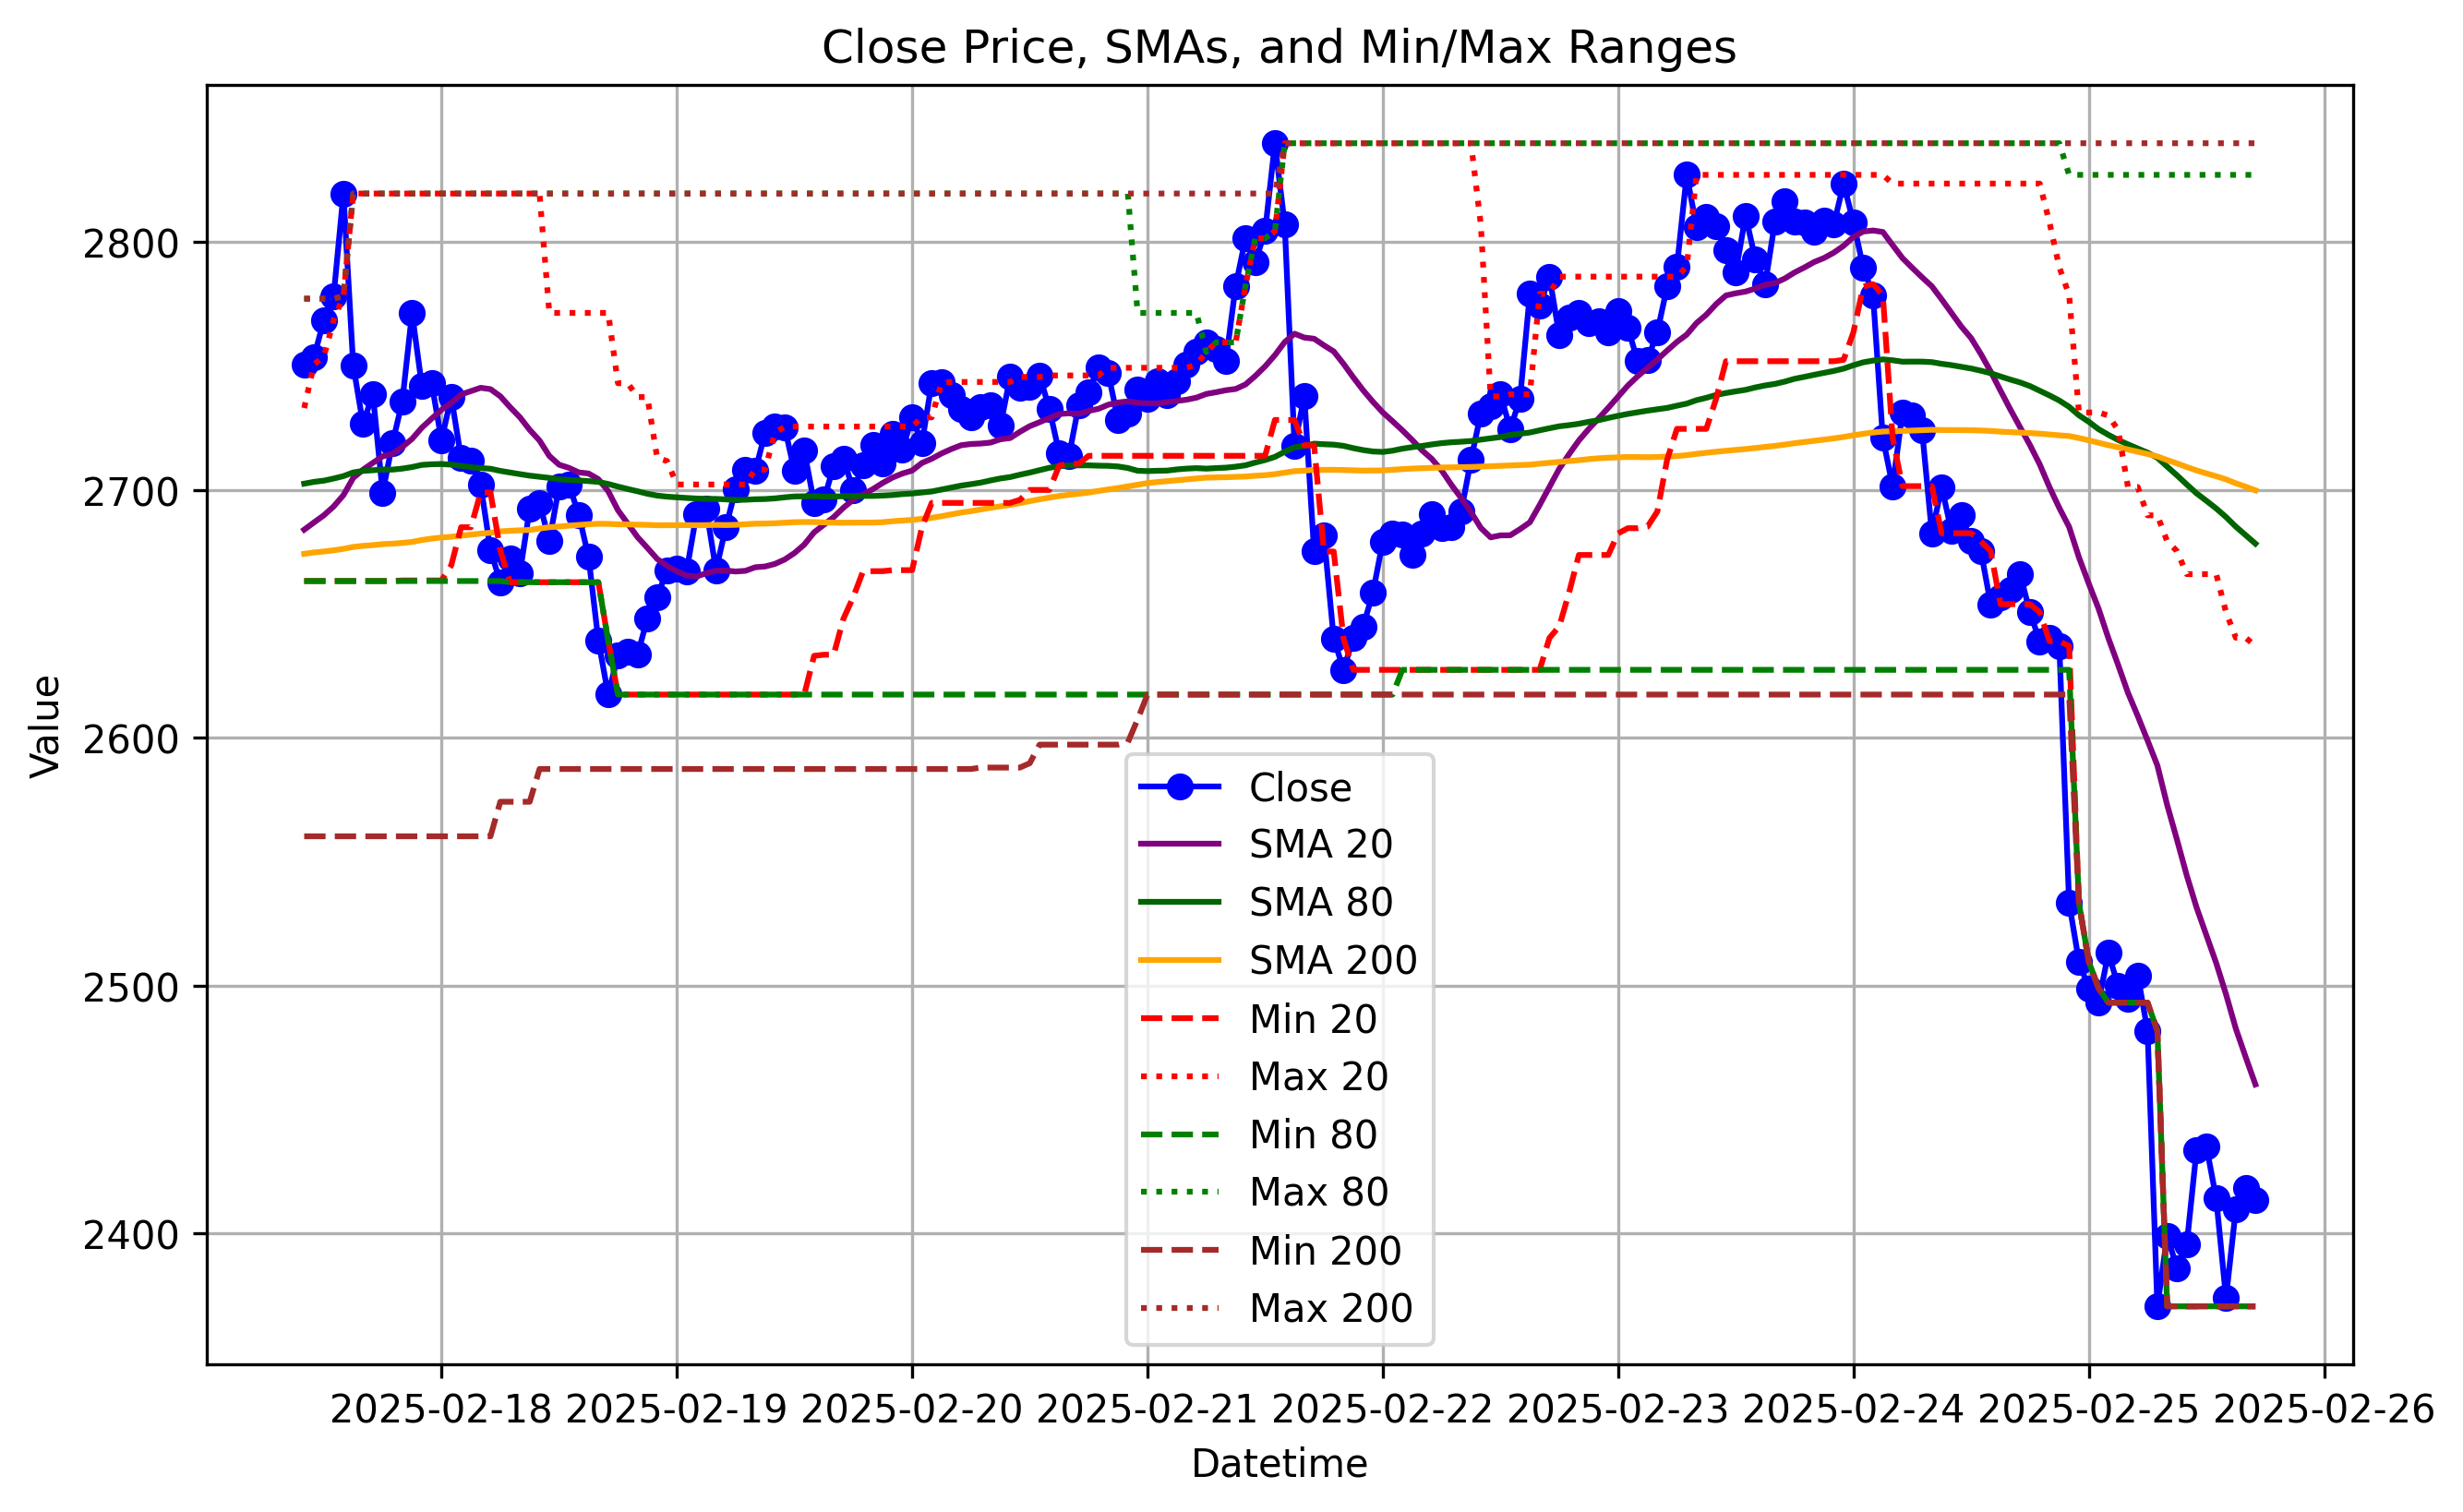 Close Price, SMAs, and Min/Max Ranges
Value
2800
2700
2600
2500
2400
Close
SMA 20
SMA 80
SMA 200
Min 20
Max 20
Min 80
Max 80
Min 200
Max 200
2025-02-18 2025-02-19 2025-02-20 2025-02-21 2025-02-22 2025-02-23 2025-02-24 2025-02-25 2025-02-26
Datetime